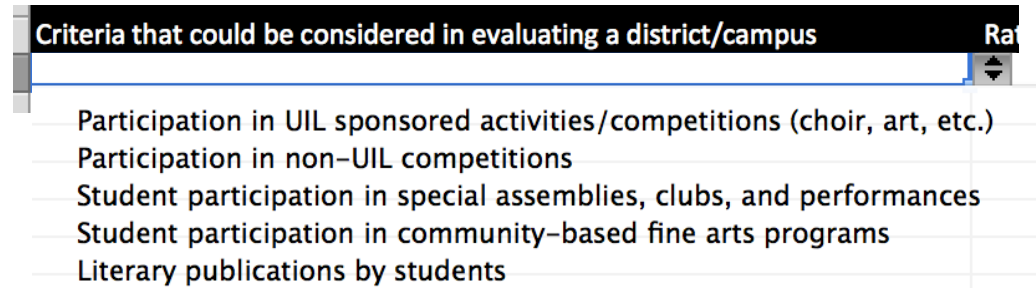 Criteria that could be considered in evaluating a district/campus
Participation in UIL sponsored activities/competitions (choir, art, etc.)
Participation in non-UIL competitions
Student participation in special assemblies, clubs, and performances
Student participation in community-based fine arts programs
Literary publications by students